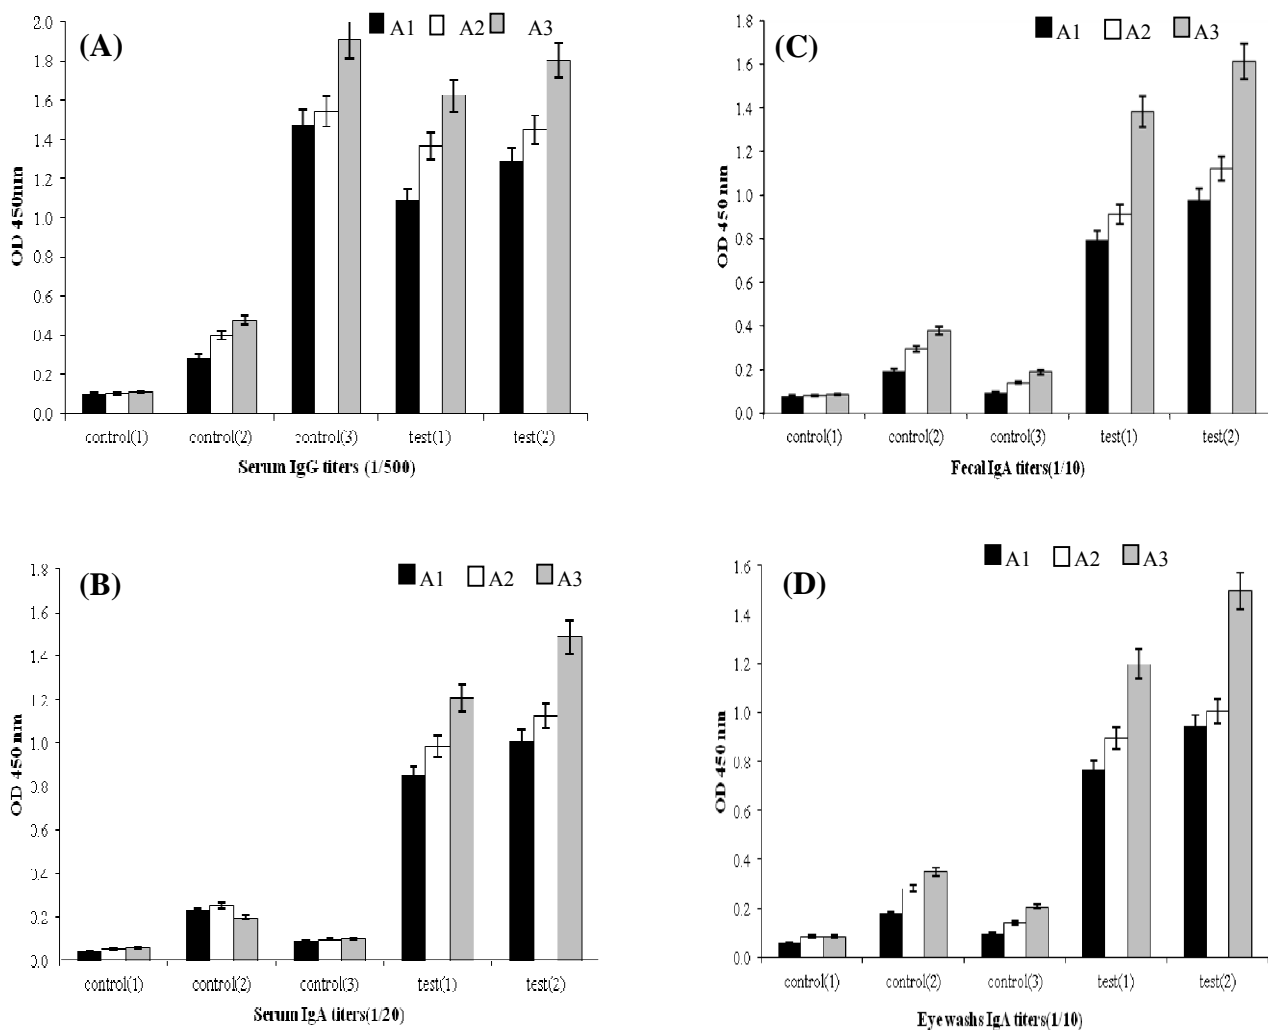 (A)
A1 A2 A3
2.0
1.8
1.6
1.4
1.2
1.0
0.8
0.6
0.4
0.2
0.0
OD 450nm
control(1) control(2) control(3) test(1) test(2)
Serum IgG titers (1/500)
(C)
A1 A2 A3
1.8
1.6
1.4
1.2
1.0
0.8
0.6
0.4
0.2
0.0
OD 450 nm
control(1) control(2) control(3) test(1) test(2)
Fecal IgA titers(1/10)
(B)
A1 A2 A3
1.8
1.6
1.4
1.2
1.0
0.8
0.6
0.4
0.2
0.0
OD 450 nm
control(1) control(2) control(3) test(1) test(2)
Serum IgA titers(1/20)
(D)
A1 A2 A3
1.6
1.4
1.2
1.0
0.8
0.6
0.4
0.2
0.0
OD 450 nm
control(1) control(2) control(3) test(1) test(2)
Eye washs IgA titers(1/10)